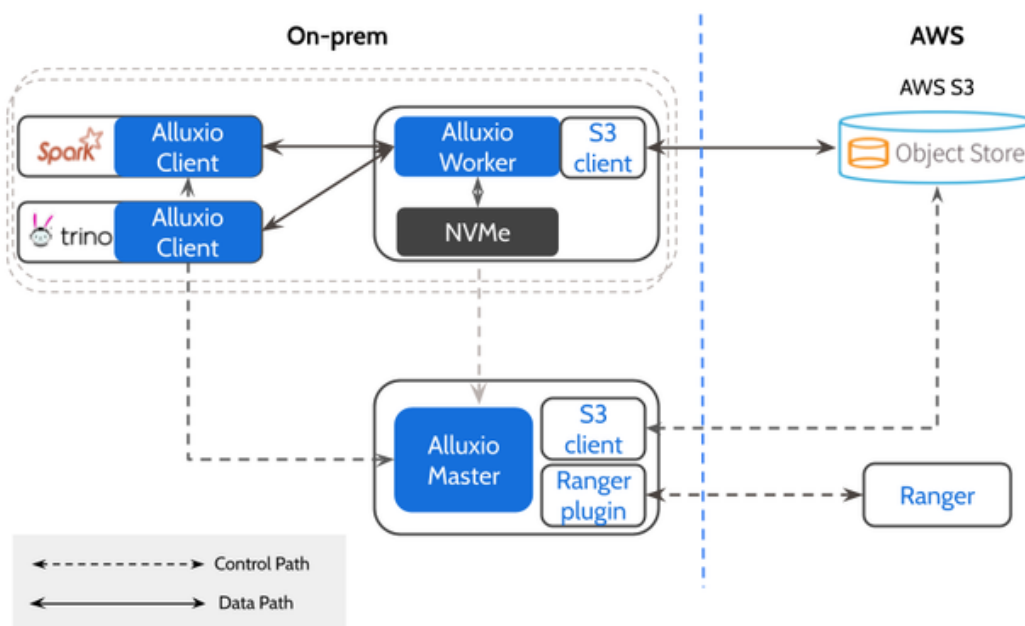 On-prem
AWS
AWS S3
Spark
Alluxio
Client
Alluxio
Worker
S3
client
Object Store
trino
Alluxio
Client
NVMe
Alluxio
Master
S3
client
Ranger
plugin
Ranger
Control Path
Data Path